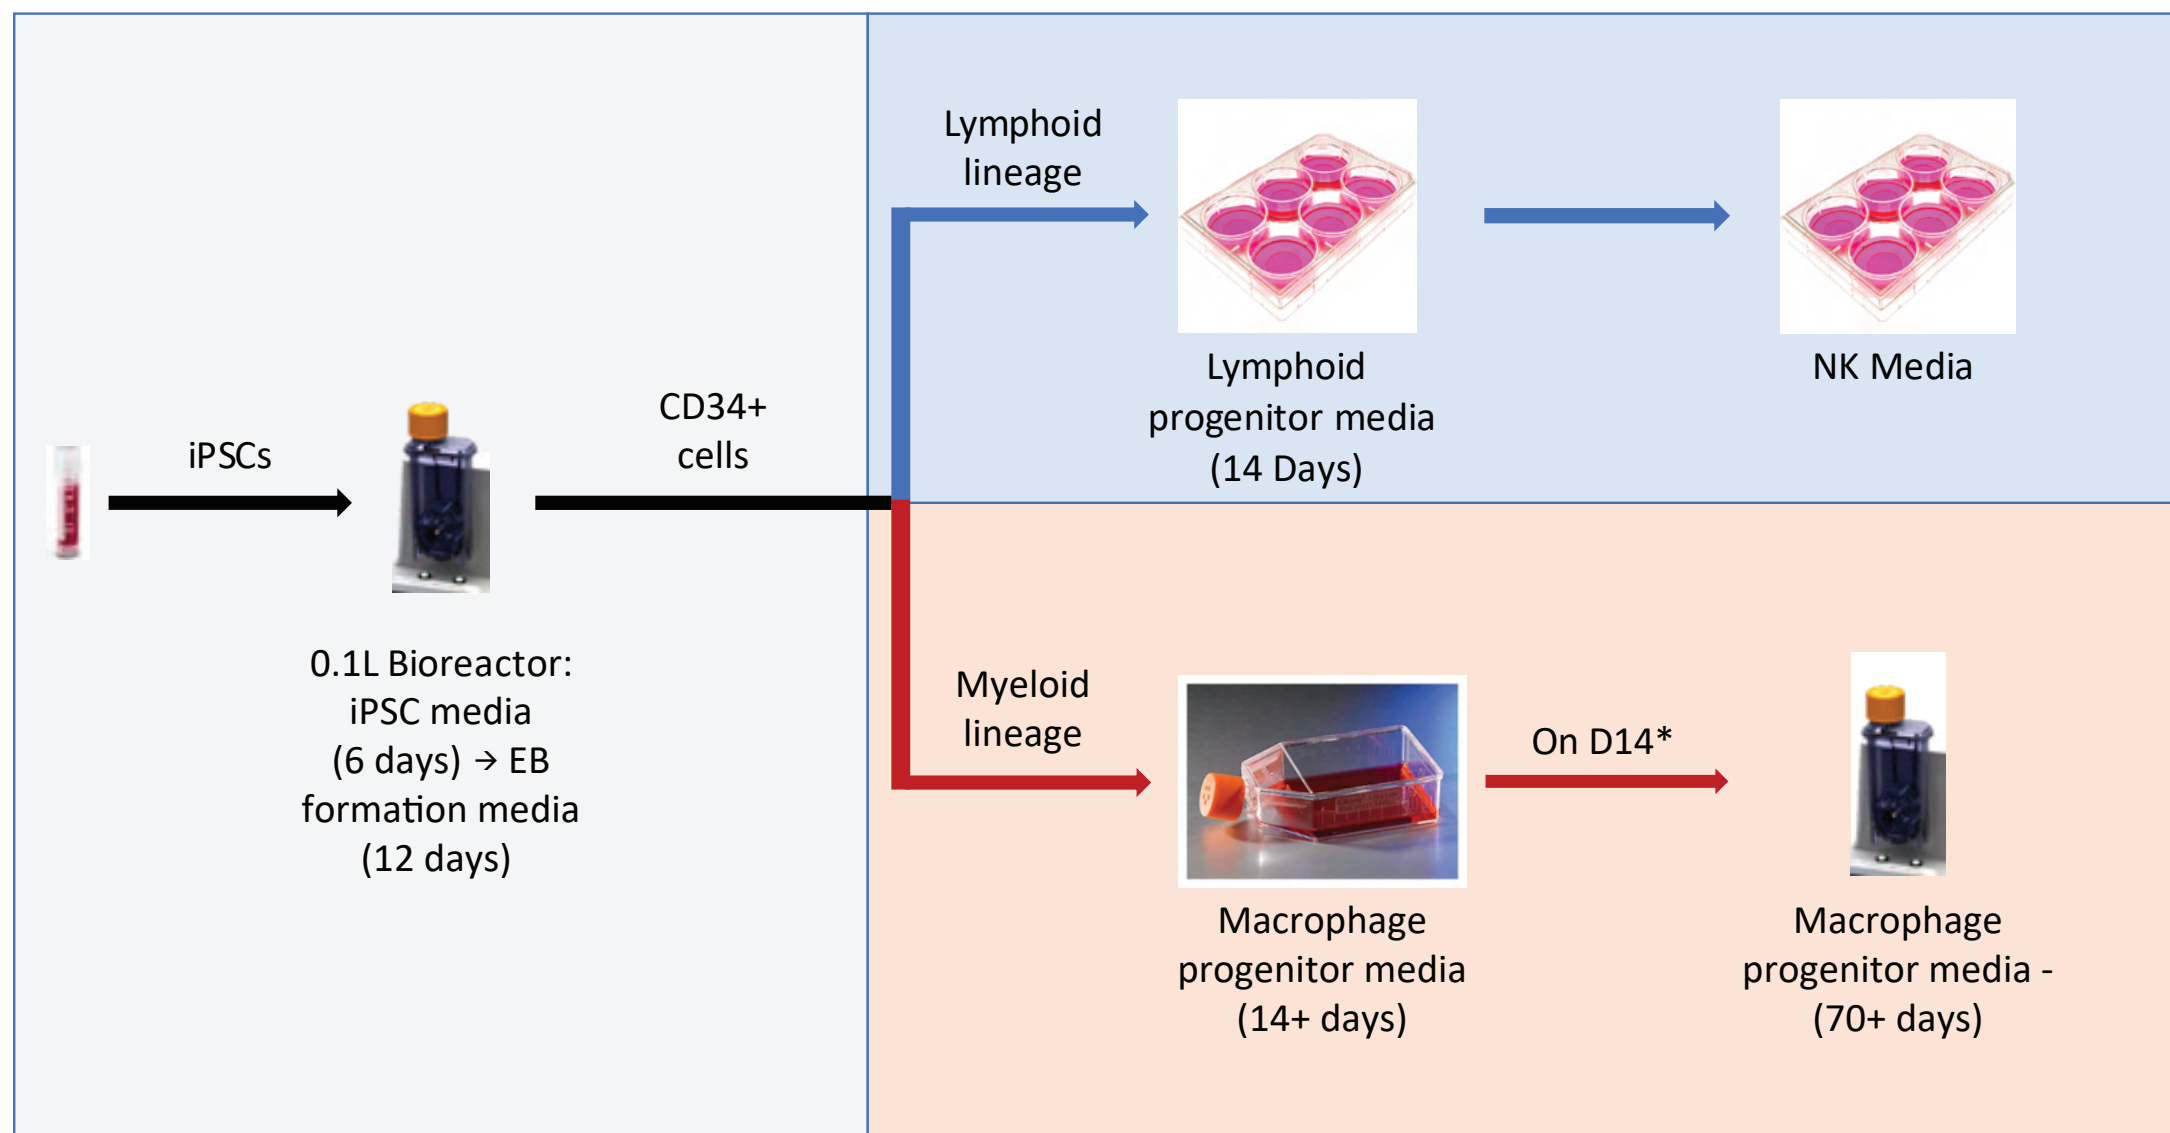 iPSCs
0.1L Bioreactor:
iPSC media
(6 days) → EB
formation media
(12 days)
CD34+
cells
Lymphoid
lineage
Lymphoid
progenitor media
(14 Days)
NK Media
Myeloid
lineage
Macrophage
progenitor media
(14+ days)
On D14*
Macrophage
progenitor media -
(70+ days)